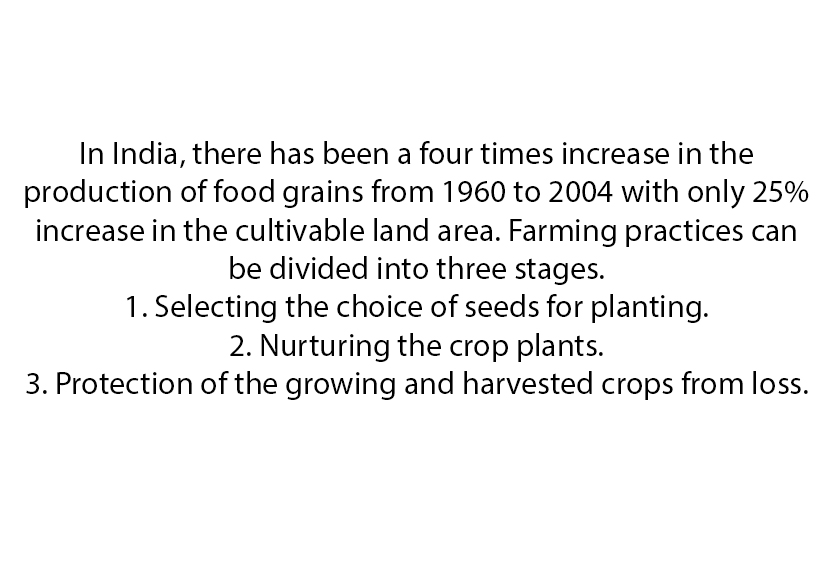 In India, there has been a four times increase in the
production of food grains from 1960 to 2004 with only 25%
increase in the cultivable land area. Farming practices can
be divided into three stages.
1. Selecting the choice of seeds for planting.
2. Nurturing the crop plants.
3. Protection of the growing and harvested crops from loss.